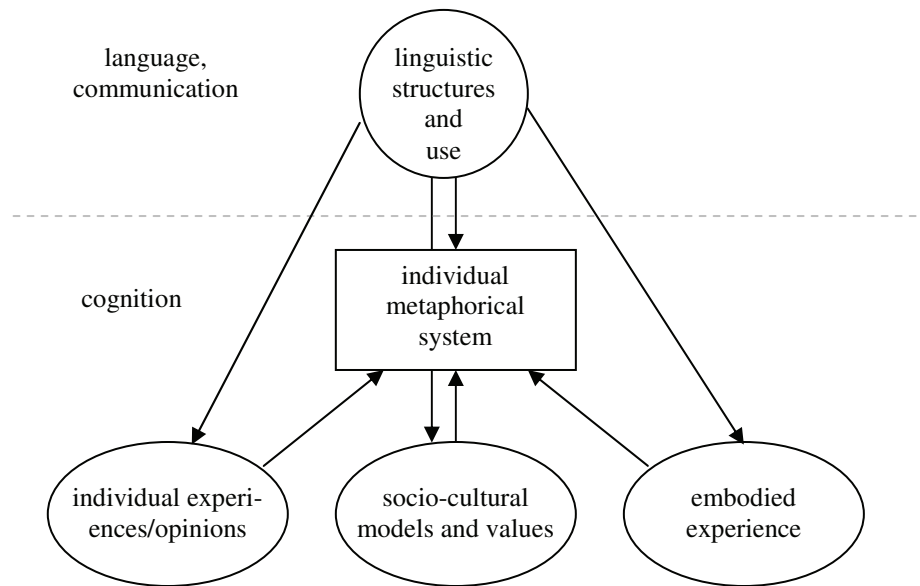 language,
communication
linguistic
structures
and
use
cognition
individual
metaphorical
system
individual experi-
ences/opinions
socio-cultural
models and values
embodied
experience